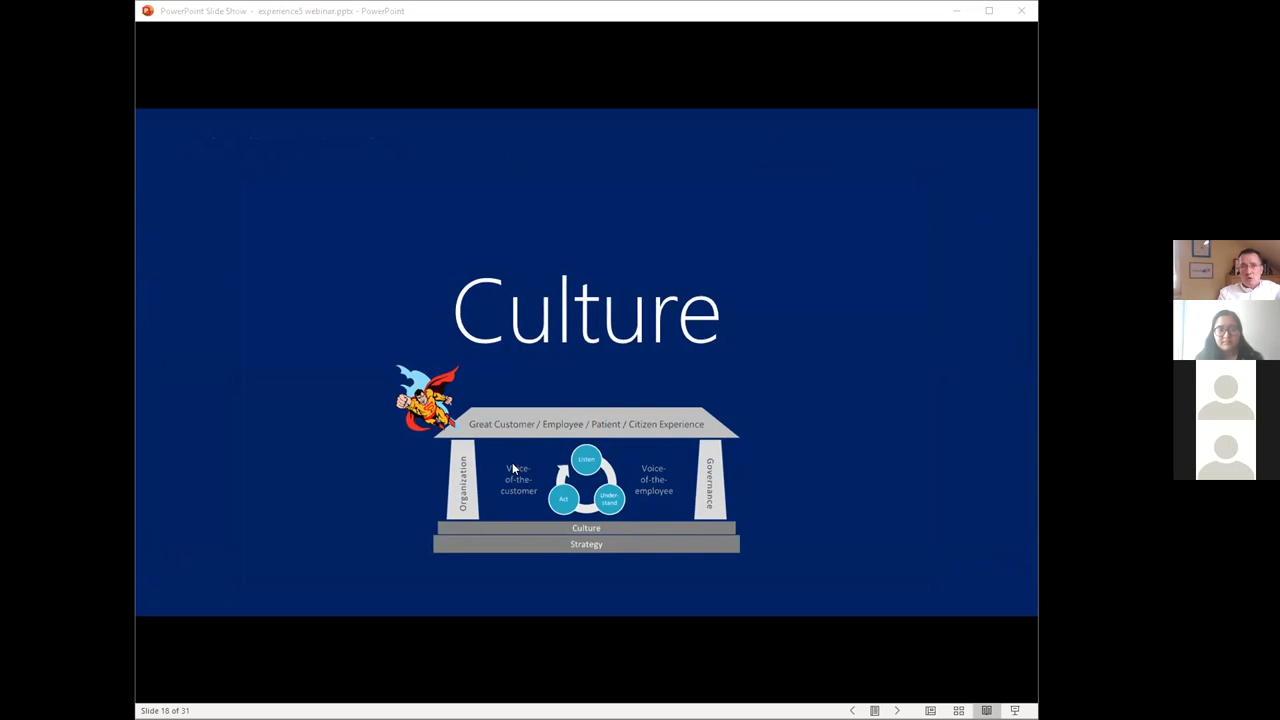 PowerPoint Slide Show - experience5 webinar.pptx - PowerPoint
Culture
Great Customer / Employee / Patient / Citizen Experience
Organization
Voice-
of-the-
customer
Listen
Act
Under-
stand
Voice-
of-the-
employee
Governance
Culture
Strategy
Slide 18 of 31